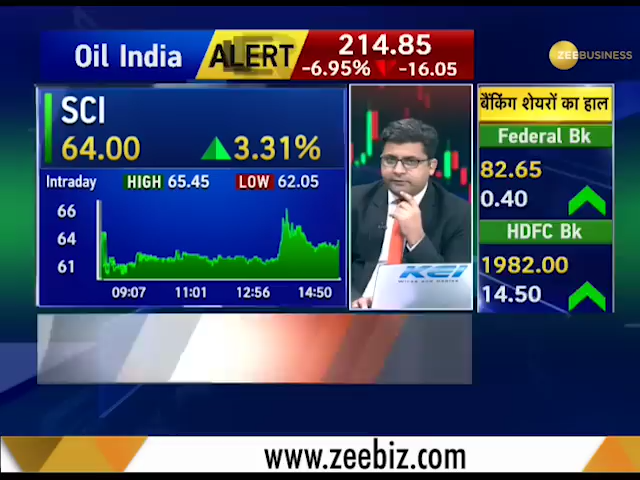 Oil India
ALERT
214.85
-6.95% -16.05
ZEEBUSINESS
SCI
64.00 3.31%
Intraday HIGH 65.45 LOW 62.05
66
64
61
09:07 11:01 12:56 14:50
KEI
बैंकिंग शेयरों का हाल
Federal Bk
82.65
0.40
HDFC Bk
1982.00
14.50
www.zeebiz.com